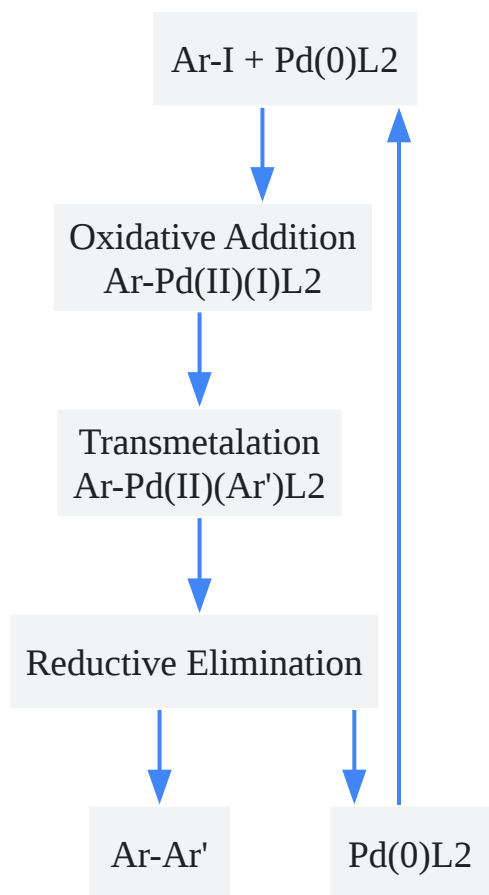 Ar-I + Pd(0)L2
Oxidative Addition
Ar-Pd(II)(I)L2
Transmetalation
Ar-Pd(II)(Ar')L2
Reductive Elimination
Ar-Ar'
Pd(0)L2